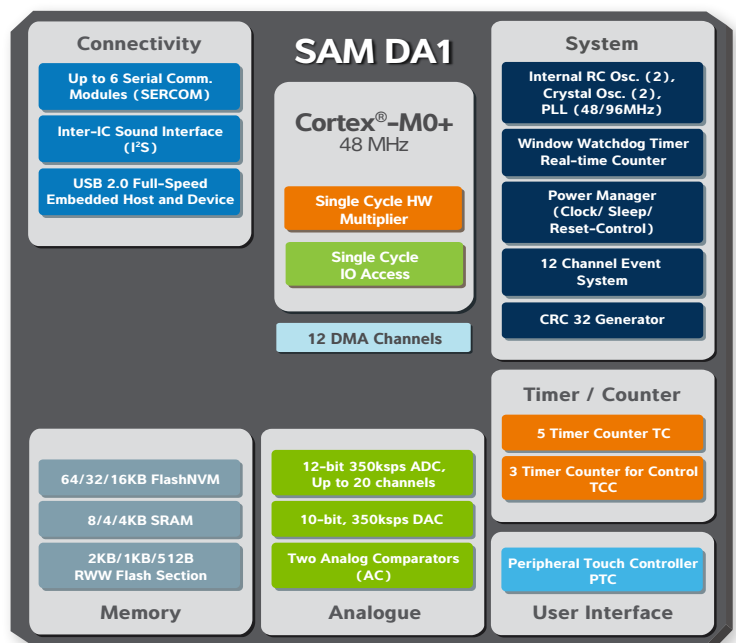 Connectivity
Up to 6 Serial Comm.
Modules (SERCOM)
Inter-IC Sound Interface
(I²S)
USB 2.0 Full-Speed
Embedded Host and Device
SAM DA1
Cortex®-M0+
48 MHz
Single Cycle HW
Multiplier
Single Cycle
IO Access
12 DMA Channels
System
Internal RC Osc. (2),
Crystal Osc. (2),
PLL (48/96MHz)
Window Watchdog Timer
Real-time Counter
Power Manager
(Clock/ Sleep/
Reset-Control)
12 Channel Event
System
CRC 32 Generator
Timer / Counter
5 Timer Counter TC
3 Timer Counter for Control
TCC
64/32/16KB FlashNVM
8/4/4KB SRAM
2KB/1KB/512B
RWW Flash Section
Memory
12-bit 350ksps ADC,
Up to 20 channels
10-bit, 350ksps DAC
Two Analog Comparators
(AC)
Analogue
Peripheral Touch Controller
PTC
User Interface